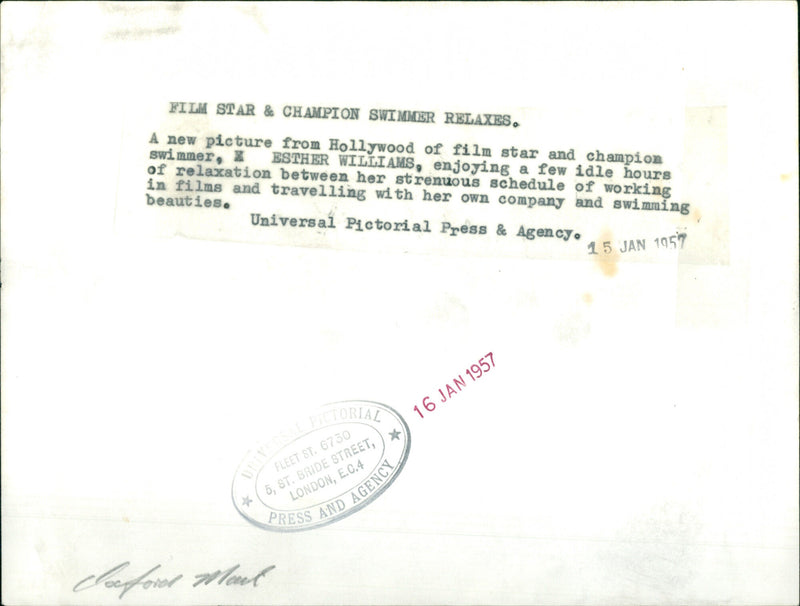 FILM STAR & CHAMPION SWIMMER RELAXES.
A new picture from Hollywood of film star and champion
swimmer, X ESTHER WILLIAMS, enjoying a few idle hours
of relaxation between her strenuous schedule of working
in films and travelling with her own company and swimming
beauties.
Universal Pictorial Press & Agency.
15 JAN 1957
16 JAN 1957
UNIVERSAL PICTORIAL
FLEET ST. 6730
5, ST. BRIDE STREET,
LONDON, E.C.4
★ PRESS AND AGENCY ★
Oxford Mail